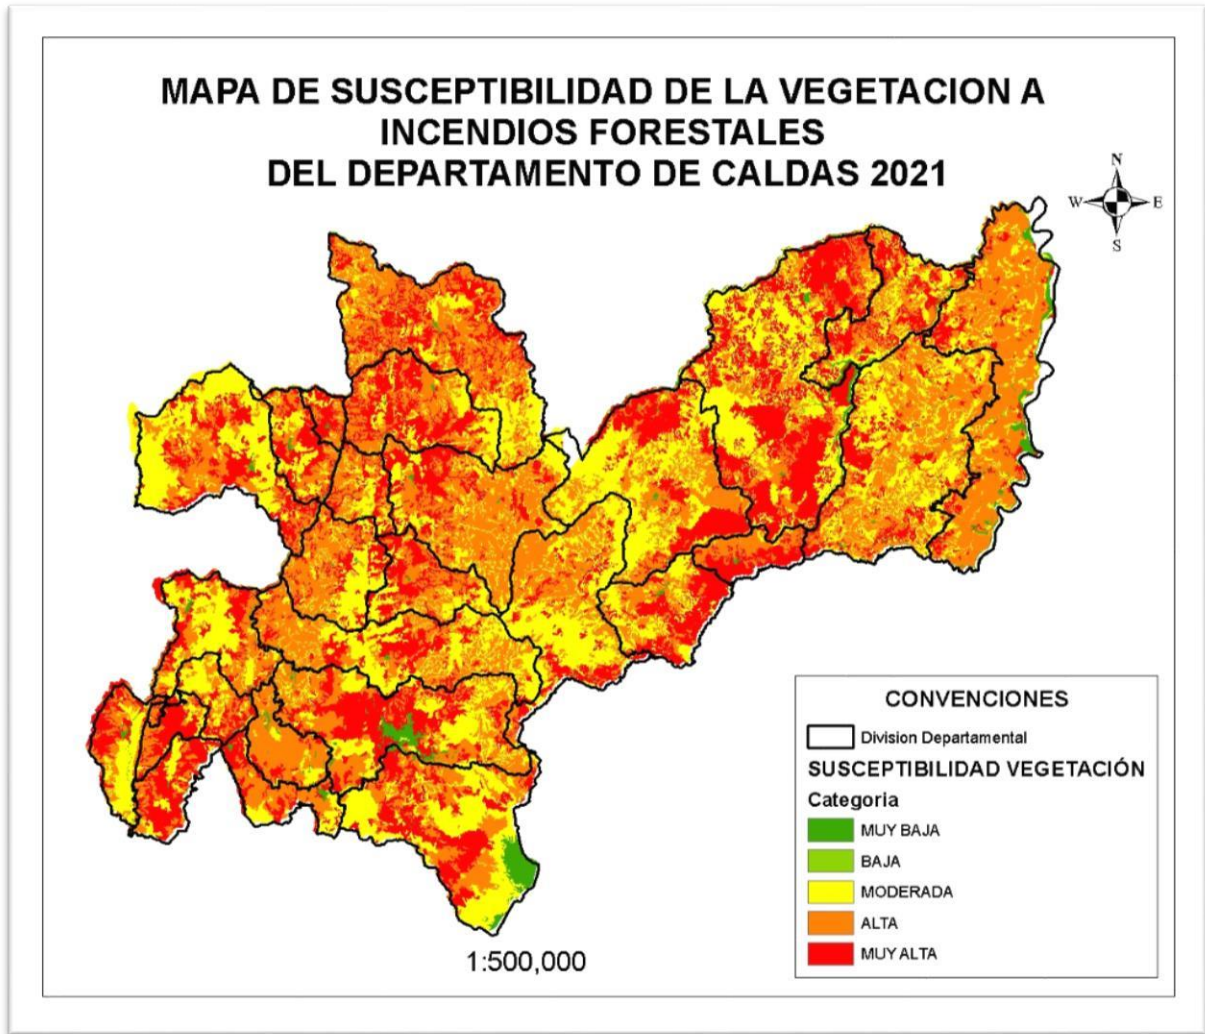 MAPA DE SUSCEPTIBILIDAD DE LA VEGETACION A
INCENDIOS FORESTALES
DEL DEPARTAMENTO DE CALDAS 2021
N
W E
S
CONVENCIONES
Division Departamental
SUSCEPTIBILIDAD VEGETACIÓN
Categoria
MUY BAJA
BAJA
MODERADA
ALTA
MUY ALTA
1:500,000